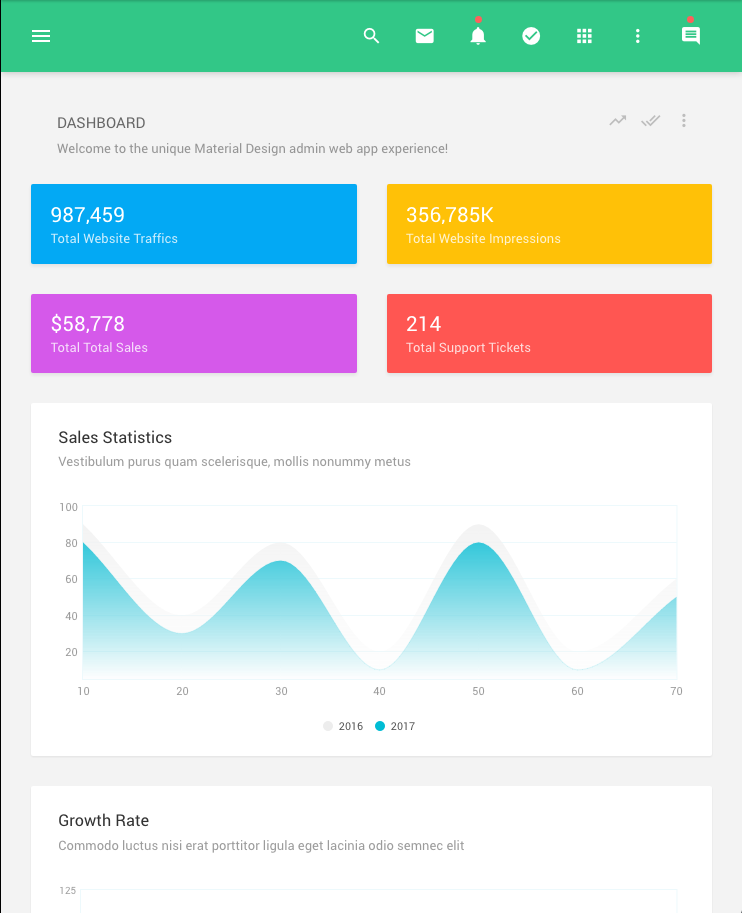 DASHBOARD
Welcome to the unique Material Design admin web app experience!
987,459
Total Website Traffics
356,785K
Total Website Impressions
$58,778
Total Total Sales
214
Total Support Tickets
Sales Statistics
Vestibulum purus quam scelerisque, mollis nonummy metus
100
80
60
40
20
10 20 30 40 50 60 70
2016 2017
Growth Rate
Commodo luctus nisi erat porttitor ligula eget lacinia odio semnec elit
125